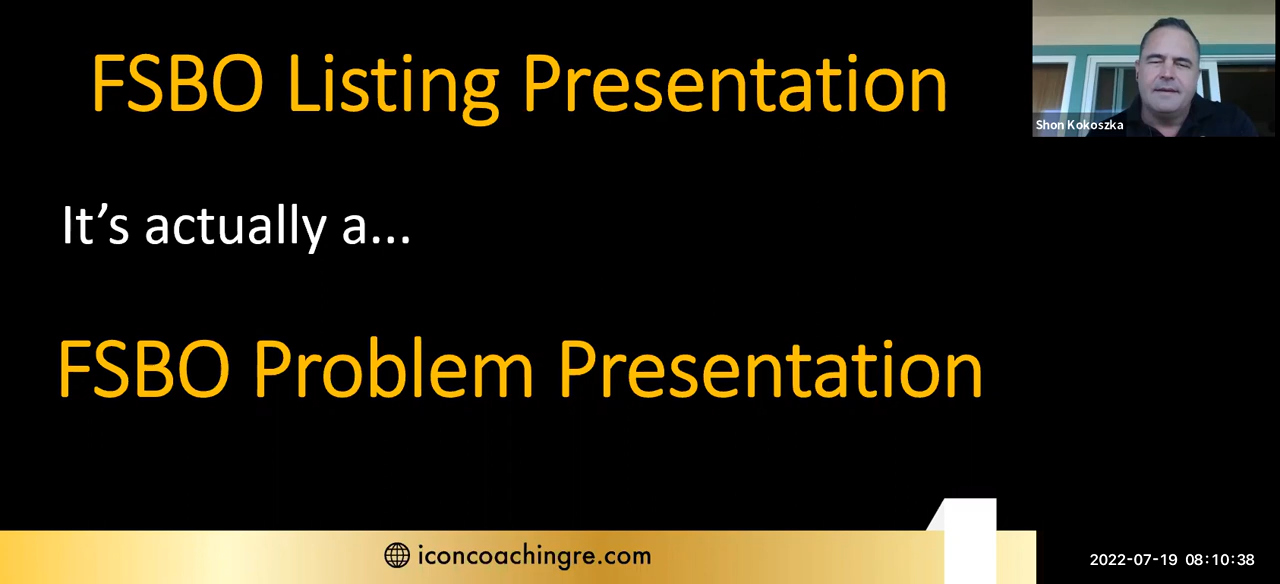 FSBO Listing Presentation
Shon Kokoszka
It’s actually a...
FSBO Problem Presentation
iconcoachingre.com
2022-07-19 08:10:38